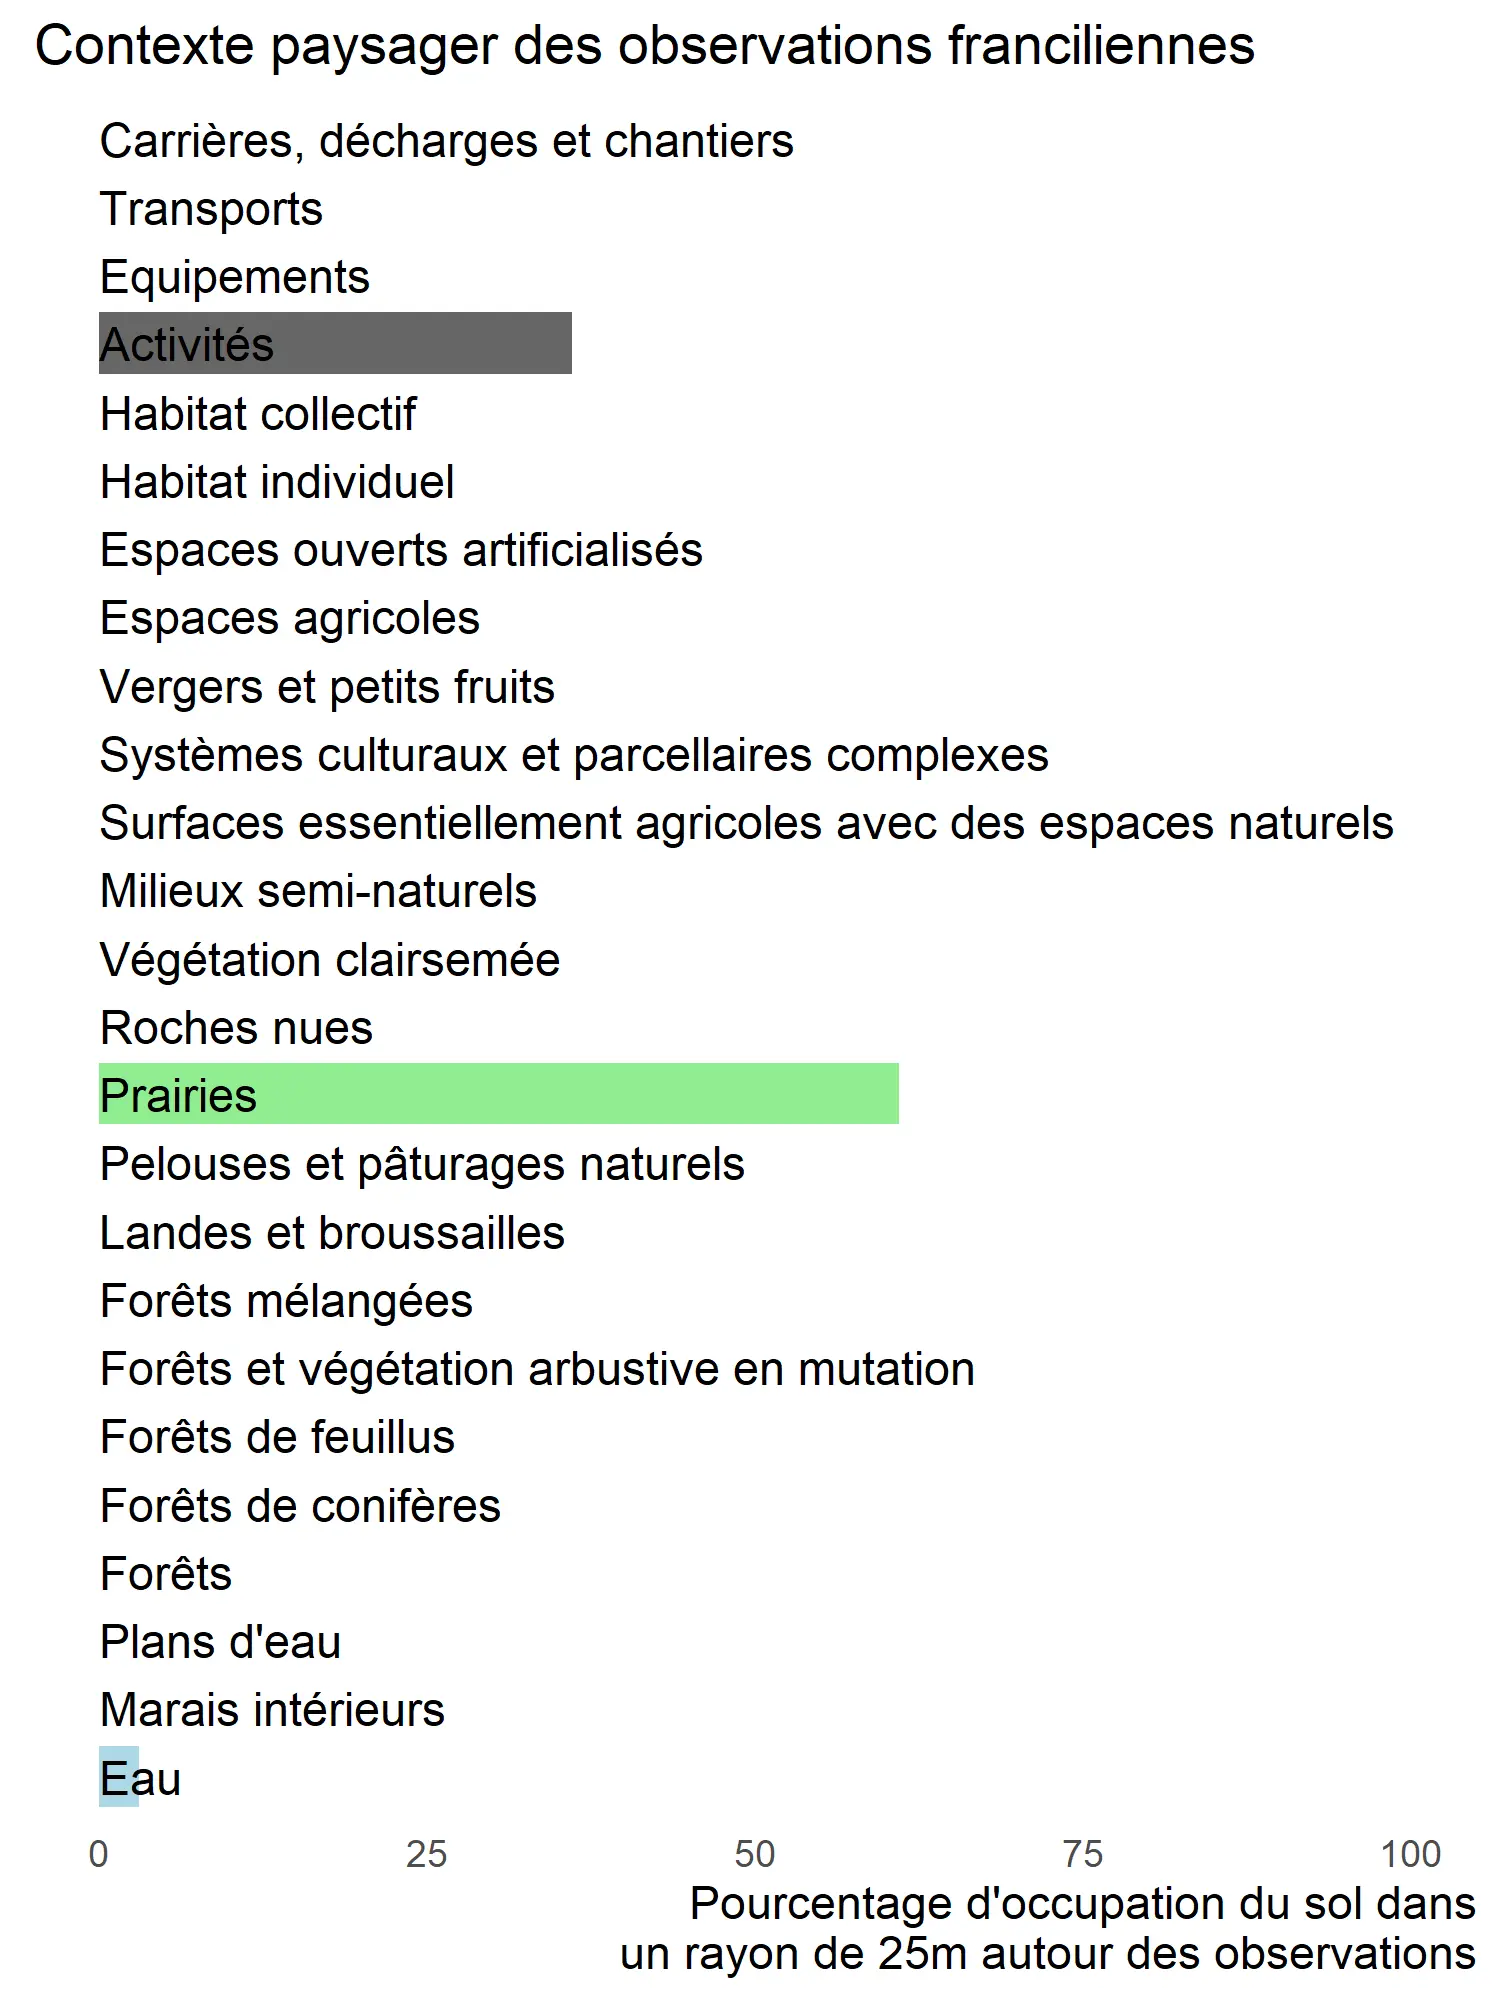 Contexte paysager des observations franciliennes
Carrières, décharges et chantiers
Transports
Equipements
Activités
Habitat collectif
Habitat individuel
Espaces ouverts artificialisés
Espaces agricoles
Vergers et petits fruits
Systèmes culturaux et parcellaires complexes
Surfaces essentiellement agricoles avec des espaces naturels
Milieux semi-naturels
Végétation clairsemée
Roches nues
Prairies
Pelouses et pâturages naturels
Landes et broussailles
Forêts mélangées
Forêts et végétation arbustive en mutation
Forêts de feuillus
Forêts de conifères
Forêts
Plans d'eau
Marais intérieurs
Eau
0 25 50 75 100
Pourcentage d'occupation du sol dans
un rayon de 25m autour des observations